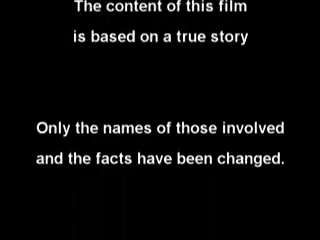 The content of this film
is based on a true story
Only the names of those involved
and the facts have been changed.